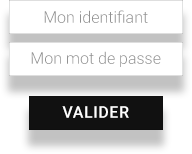 Mon identifiant
Mon mot de passe
VALIDER